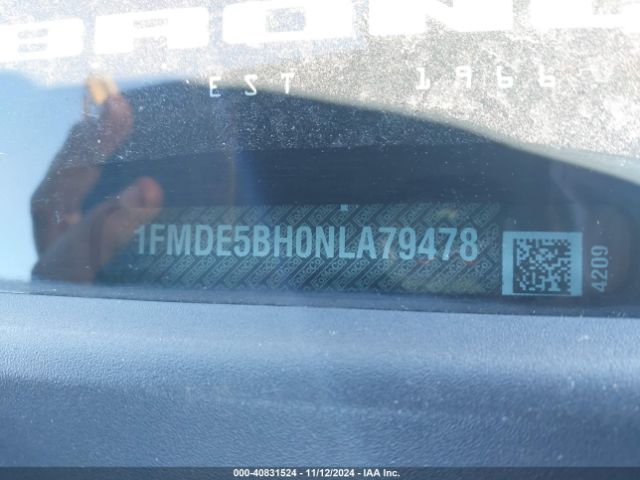 BRONCO
EST 1966
1FMDE5BH0NLA79478
4209
000-40831524 - 11/12/2024 - IAA Inc.